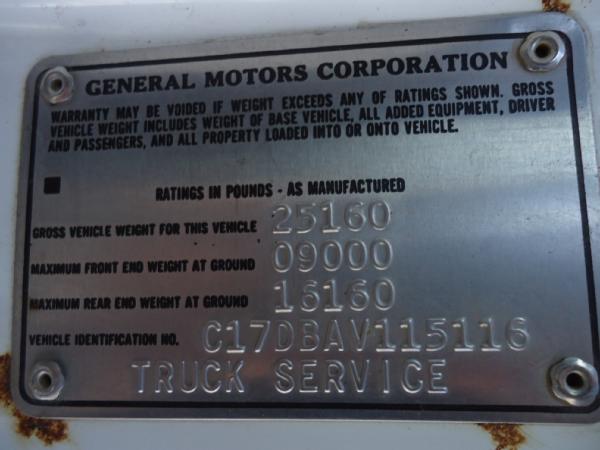 GENERAL MOTORS CORPORATION
WARRANTY MAY BE VOIDED IF WEIGHT EXCEEDS ANY OF RATINGS SHOWN. GROSS
VEHICLE WEIGHT INCLUDES WEIGHT OF BASE VEHICLE, ALL ADDED EQUIPMENT, DRIVER
AND PASSENGERS, AND ALL PROPERTY LOADED INTO OR ONTO VEHICLE.
RATINGS IN POUNDS - AS MANUFACTURED
GROSS VEHICLE WEIGHT FOR THIS VEHICLE 25160
MAXIMUM FRONT END WEIGHT AT GROUND 09000
MAXIMUM REAR END WEIGHT AT GROUND 16160
VEHICLE IDENTIFICATION NO. C17DBAV115116
TRUCK SERVICE